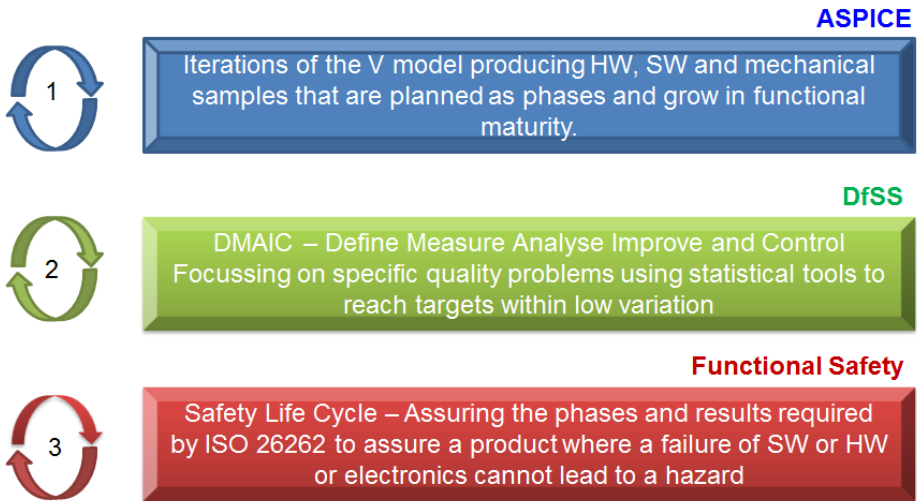 ASPICE
1
Iterations of the V model producing HW, SW and mechanical
samples that are planned as phases and grow in functional
maturity.
DfSS
2
DMAIC – Define Measure Analyse Improve and Control
Focussing on specific quality problems using statistical tools to
reach targets within low variation
Functional Safety
3
Safety Life Cycle – Assuring the phases and results required
by ISO 26262 to assure a product where a failure of SW or HW
or electronics cannot lead to a hazard